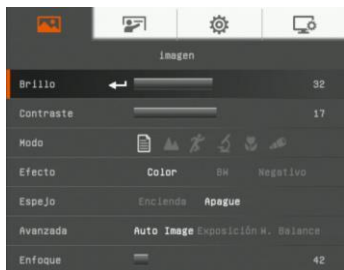 imagen
Brillo 32
Contraste 17
Modo
Efecto Color BW Negativo
Espejo Encienda Apague
Avanzada Auto Image Exposición W. Balance
Enfoque 42